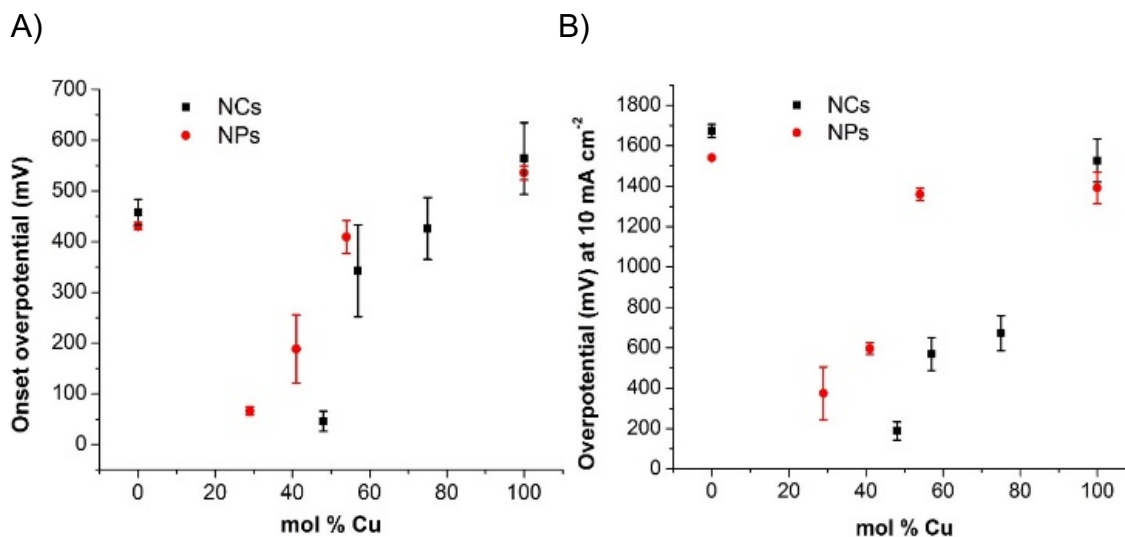 A)
Onset overpotential (mV)
700
600
500
400
300
200
100
0
NCs
NPs
0 20 40 60 80 100
mol % Cu
B)
Overpotential (mV) at 10 mA cm⁻²
1800
1600
1400
1200
1000
800
600
400
200
0
NCs
NPs
0 20 40 60 80 100
mol % Cu